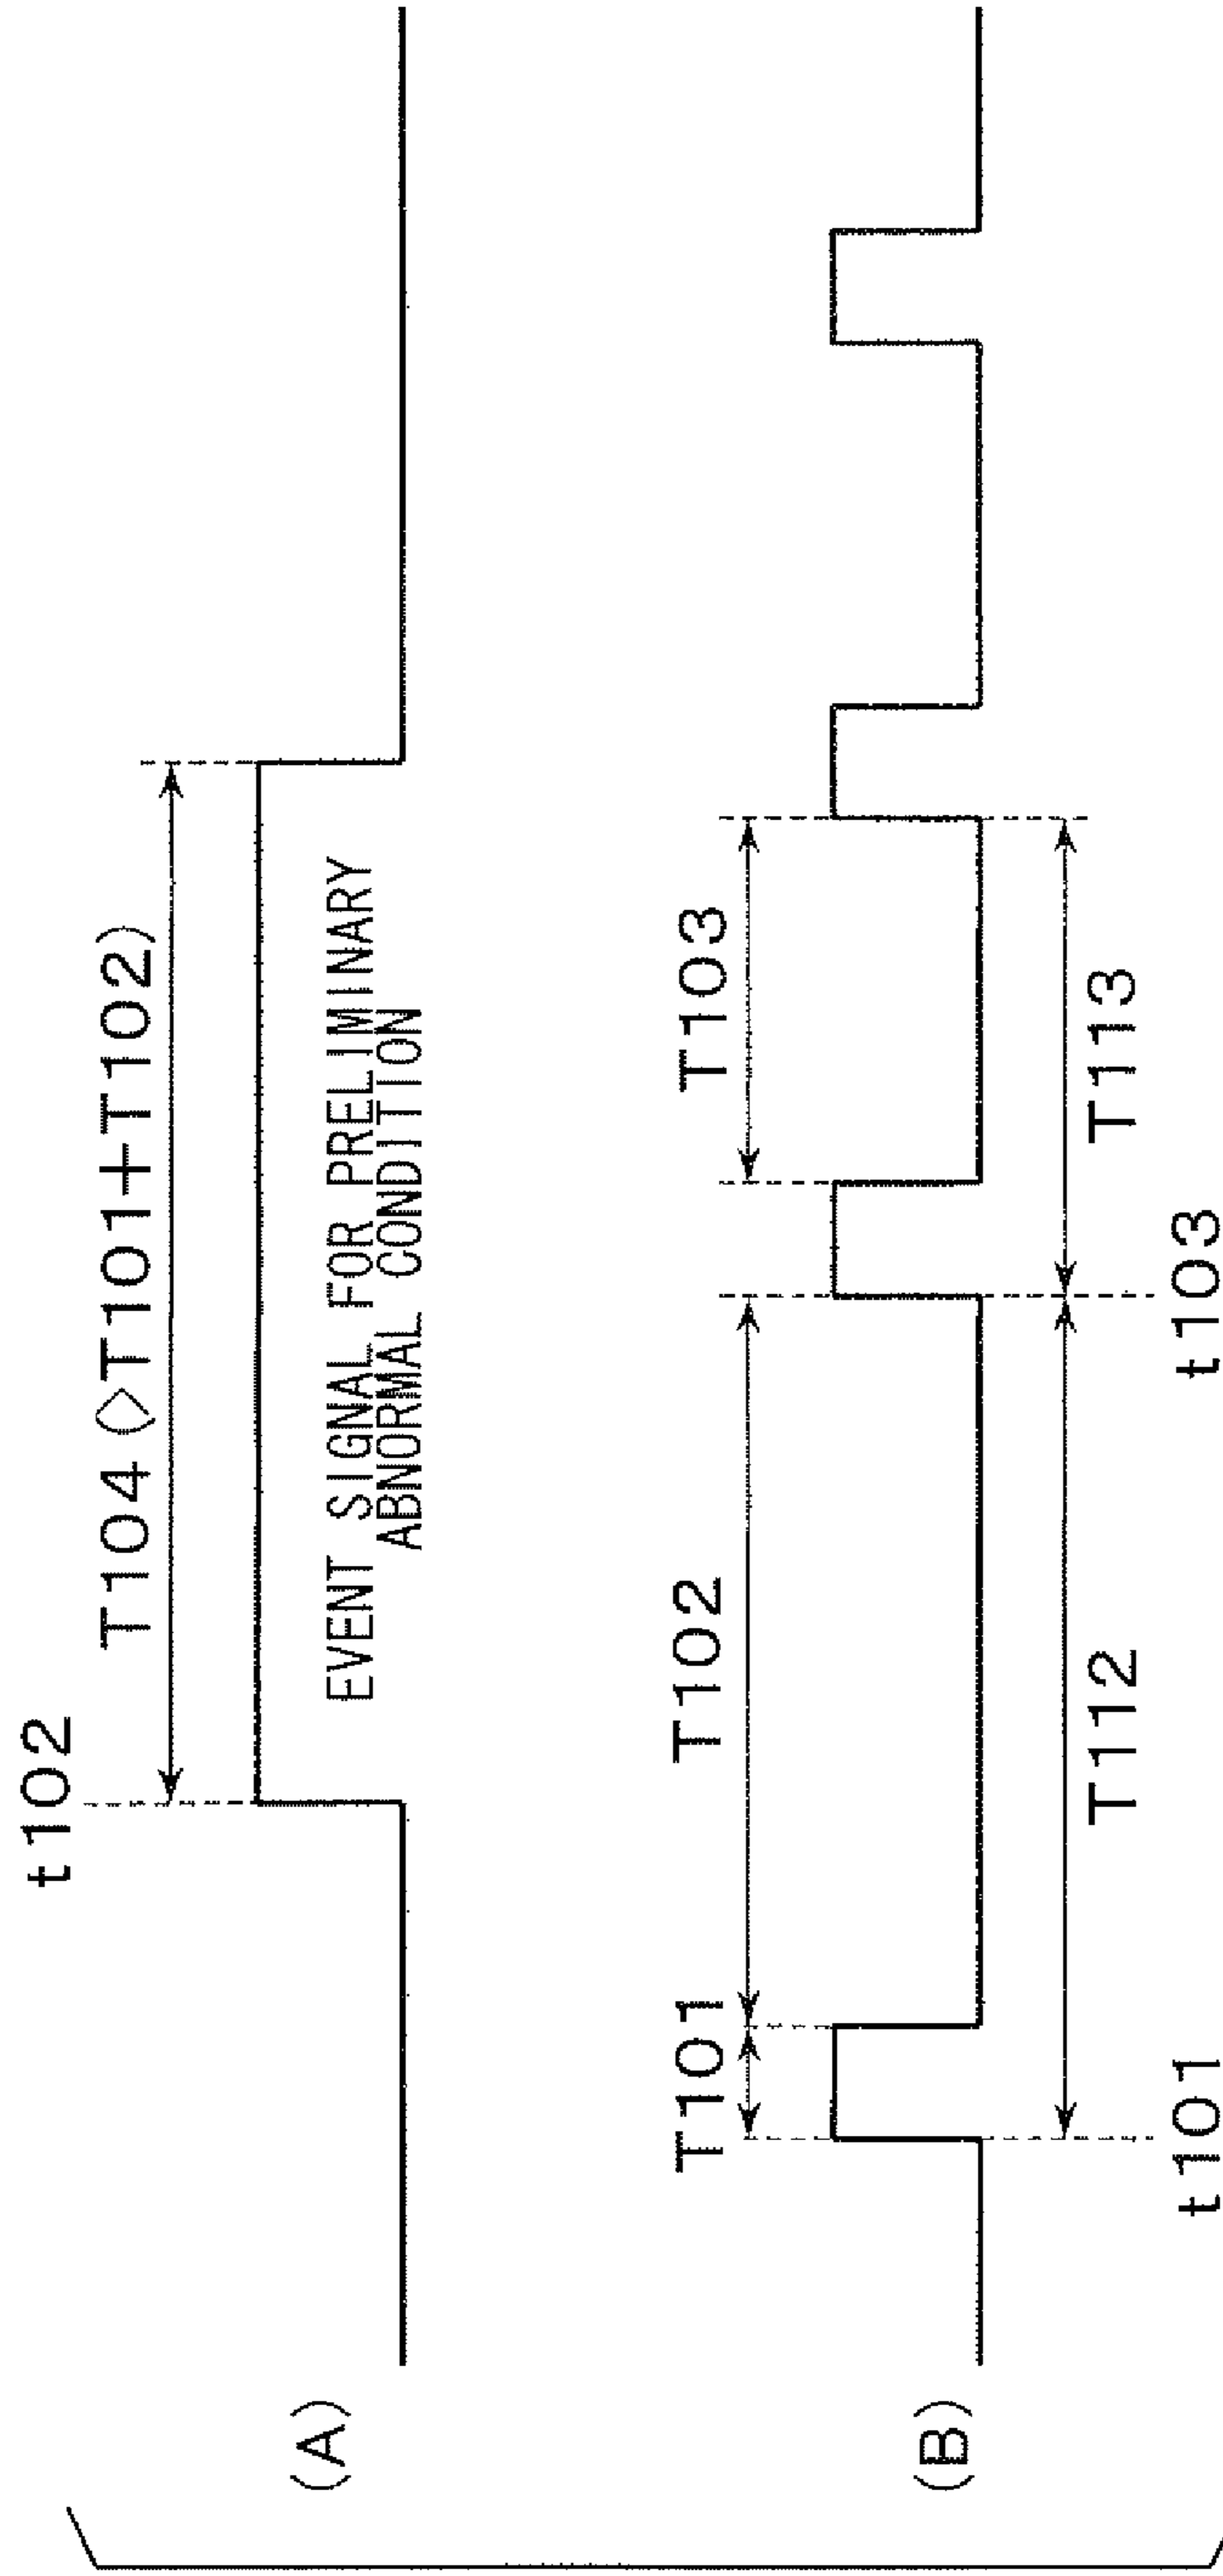 t102
T104 (>T101+T102)
(A)
EVENT SIGNAL FOR PRELIMINARY
ABNORMAL CONDITION
T101
T102
T103
(B)
T112
T113
t101
t103